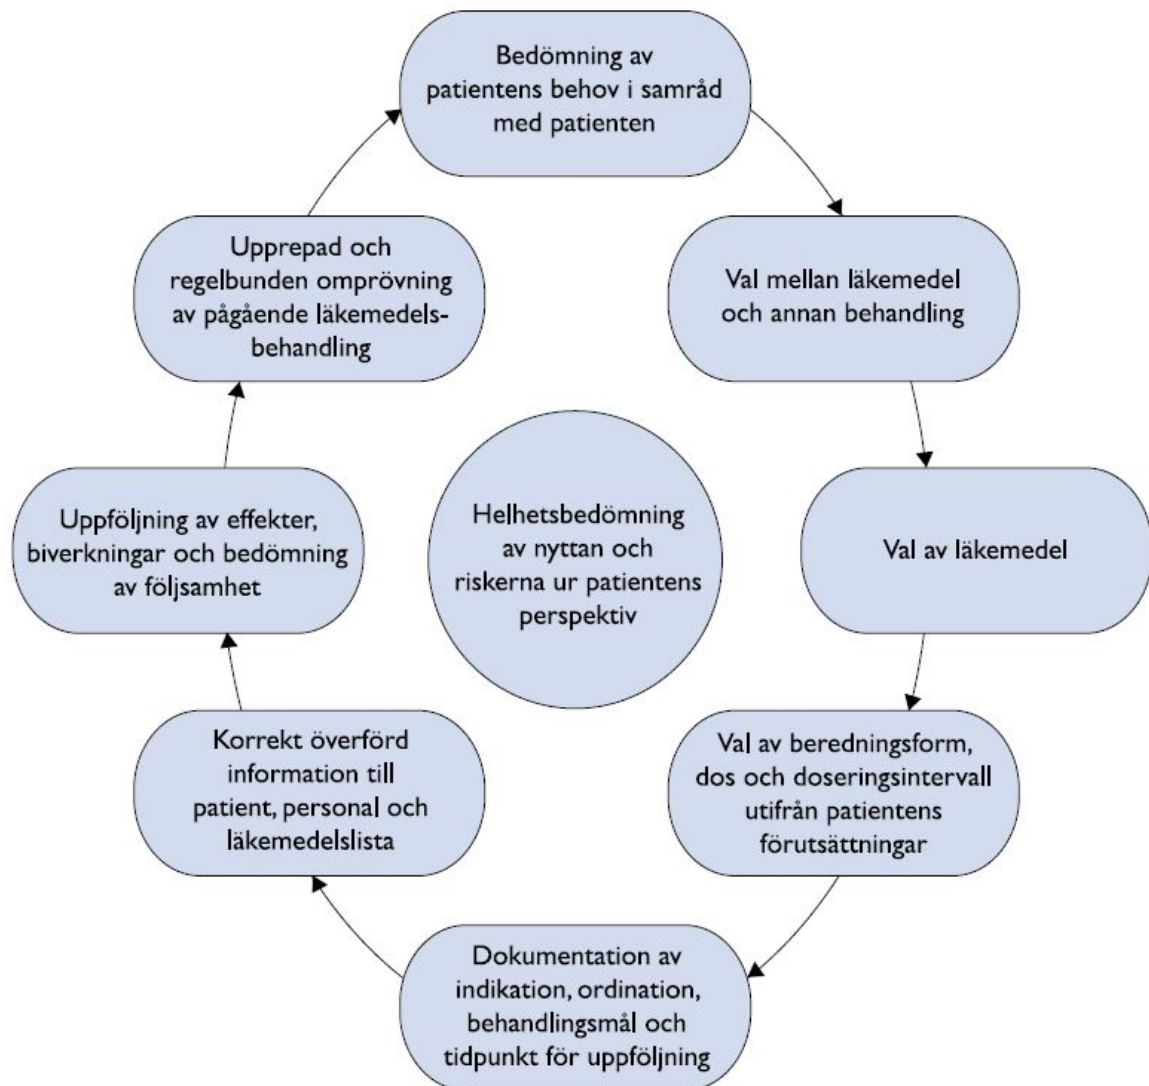 Bedömning av
patientens behov i samråd
med patienten
Val mellan läkemedel
och annan behandling
Val av läkemedel
Val av beredningsform,
dos och doseringsintervall
utifrån patientens
förutsättningar
Dokumentation av
indikation, ordination,
behandlingsmål och
tidpunkt för uppföljning
Korrekt överförd
information till
patient, personal och
läkemedelslista
Uppföljning av effekter,
biverkningar och bedömning
av följsamhet
Upprepad och
regelbunden omprövning
av pågående läkemedels-
behandling
Helhetsbedömning
av nyttan och
riskerna ur patientens
perspektiv